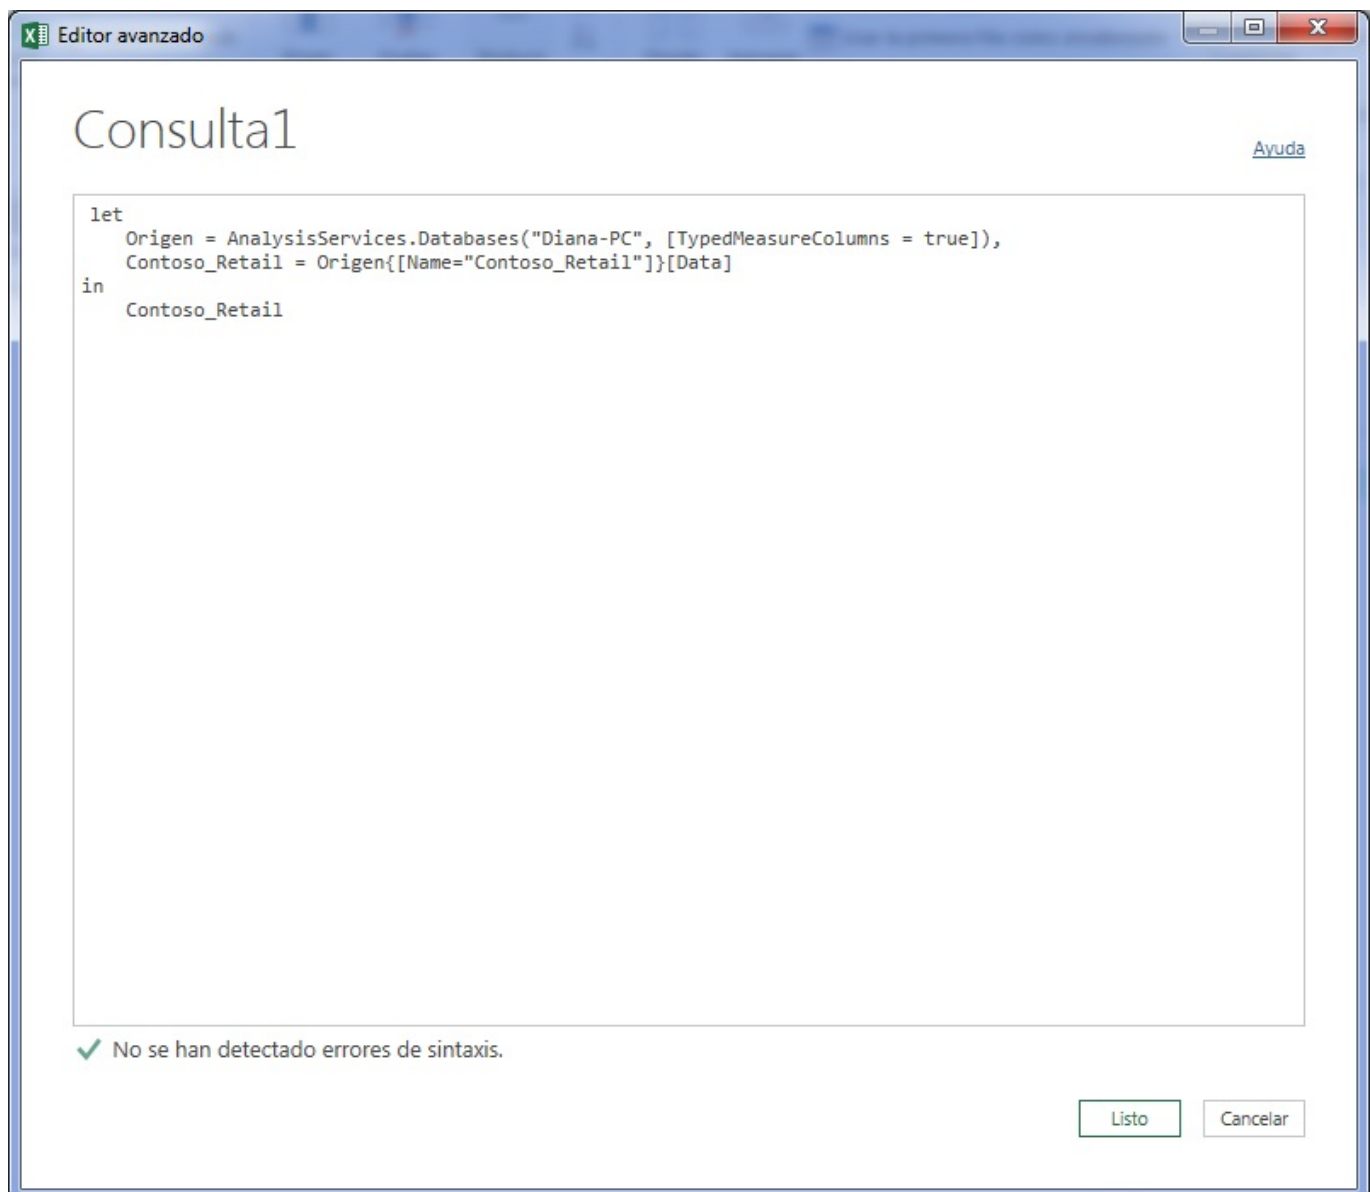 Editor avanzado
Consulta1
Ayuda
let
    Origen = AnalysisServices.Databases("Diana-PC", [TypedMeasureColumns = true]),
    Contoso_Retail = Origen{[Name="Contoso_Retail"]}[Data]
in
    Contoso_Retail
No se han detectado errores de sintaxis.
Listo
Cancelar